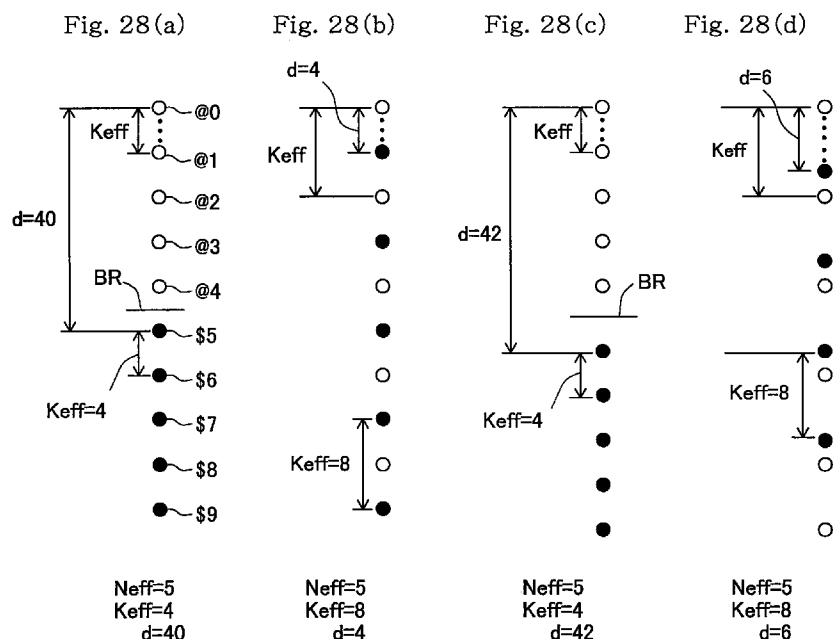 Fig. 28(a) Fig. 28(b) Fig. 28(c) Fig. 28(d)
d=4
d=6
@0
Keff
@1
@2
@3
@4
d=40
BR
$5
$6
Keff=4
$7
$8
$9
Keff
Keff=8
Keff
d=42
BR
Keff=4
Keff
Keff=8
Neff=5 Neff=5 Neff=5 Neff=5
Keff=4 Keff=8 Keff=4 Keff=8
d=40 d=4 d=42 d=6